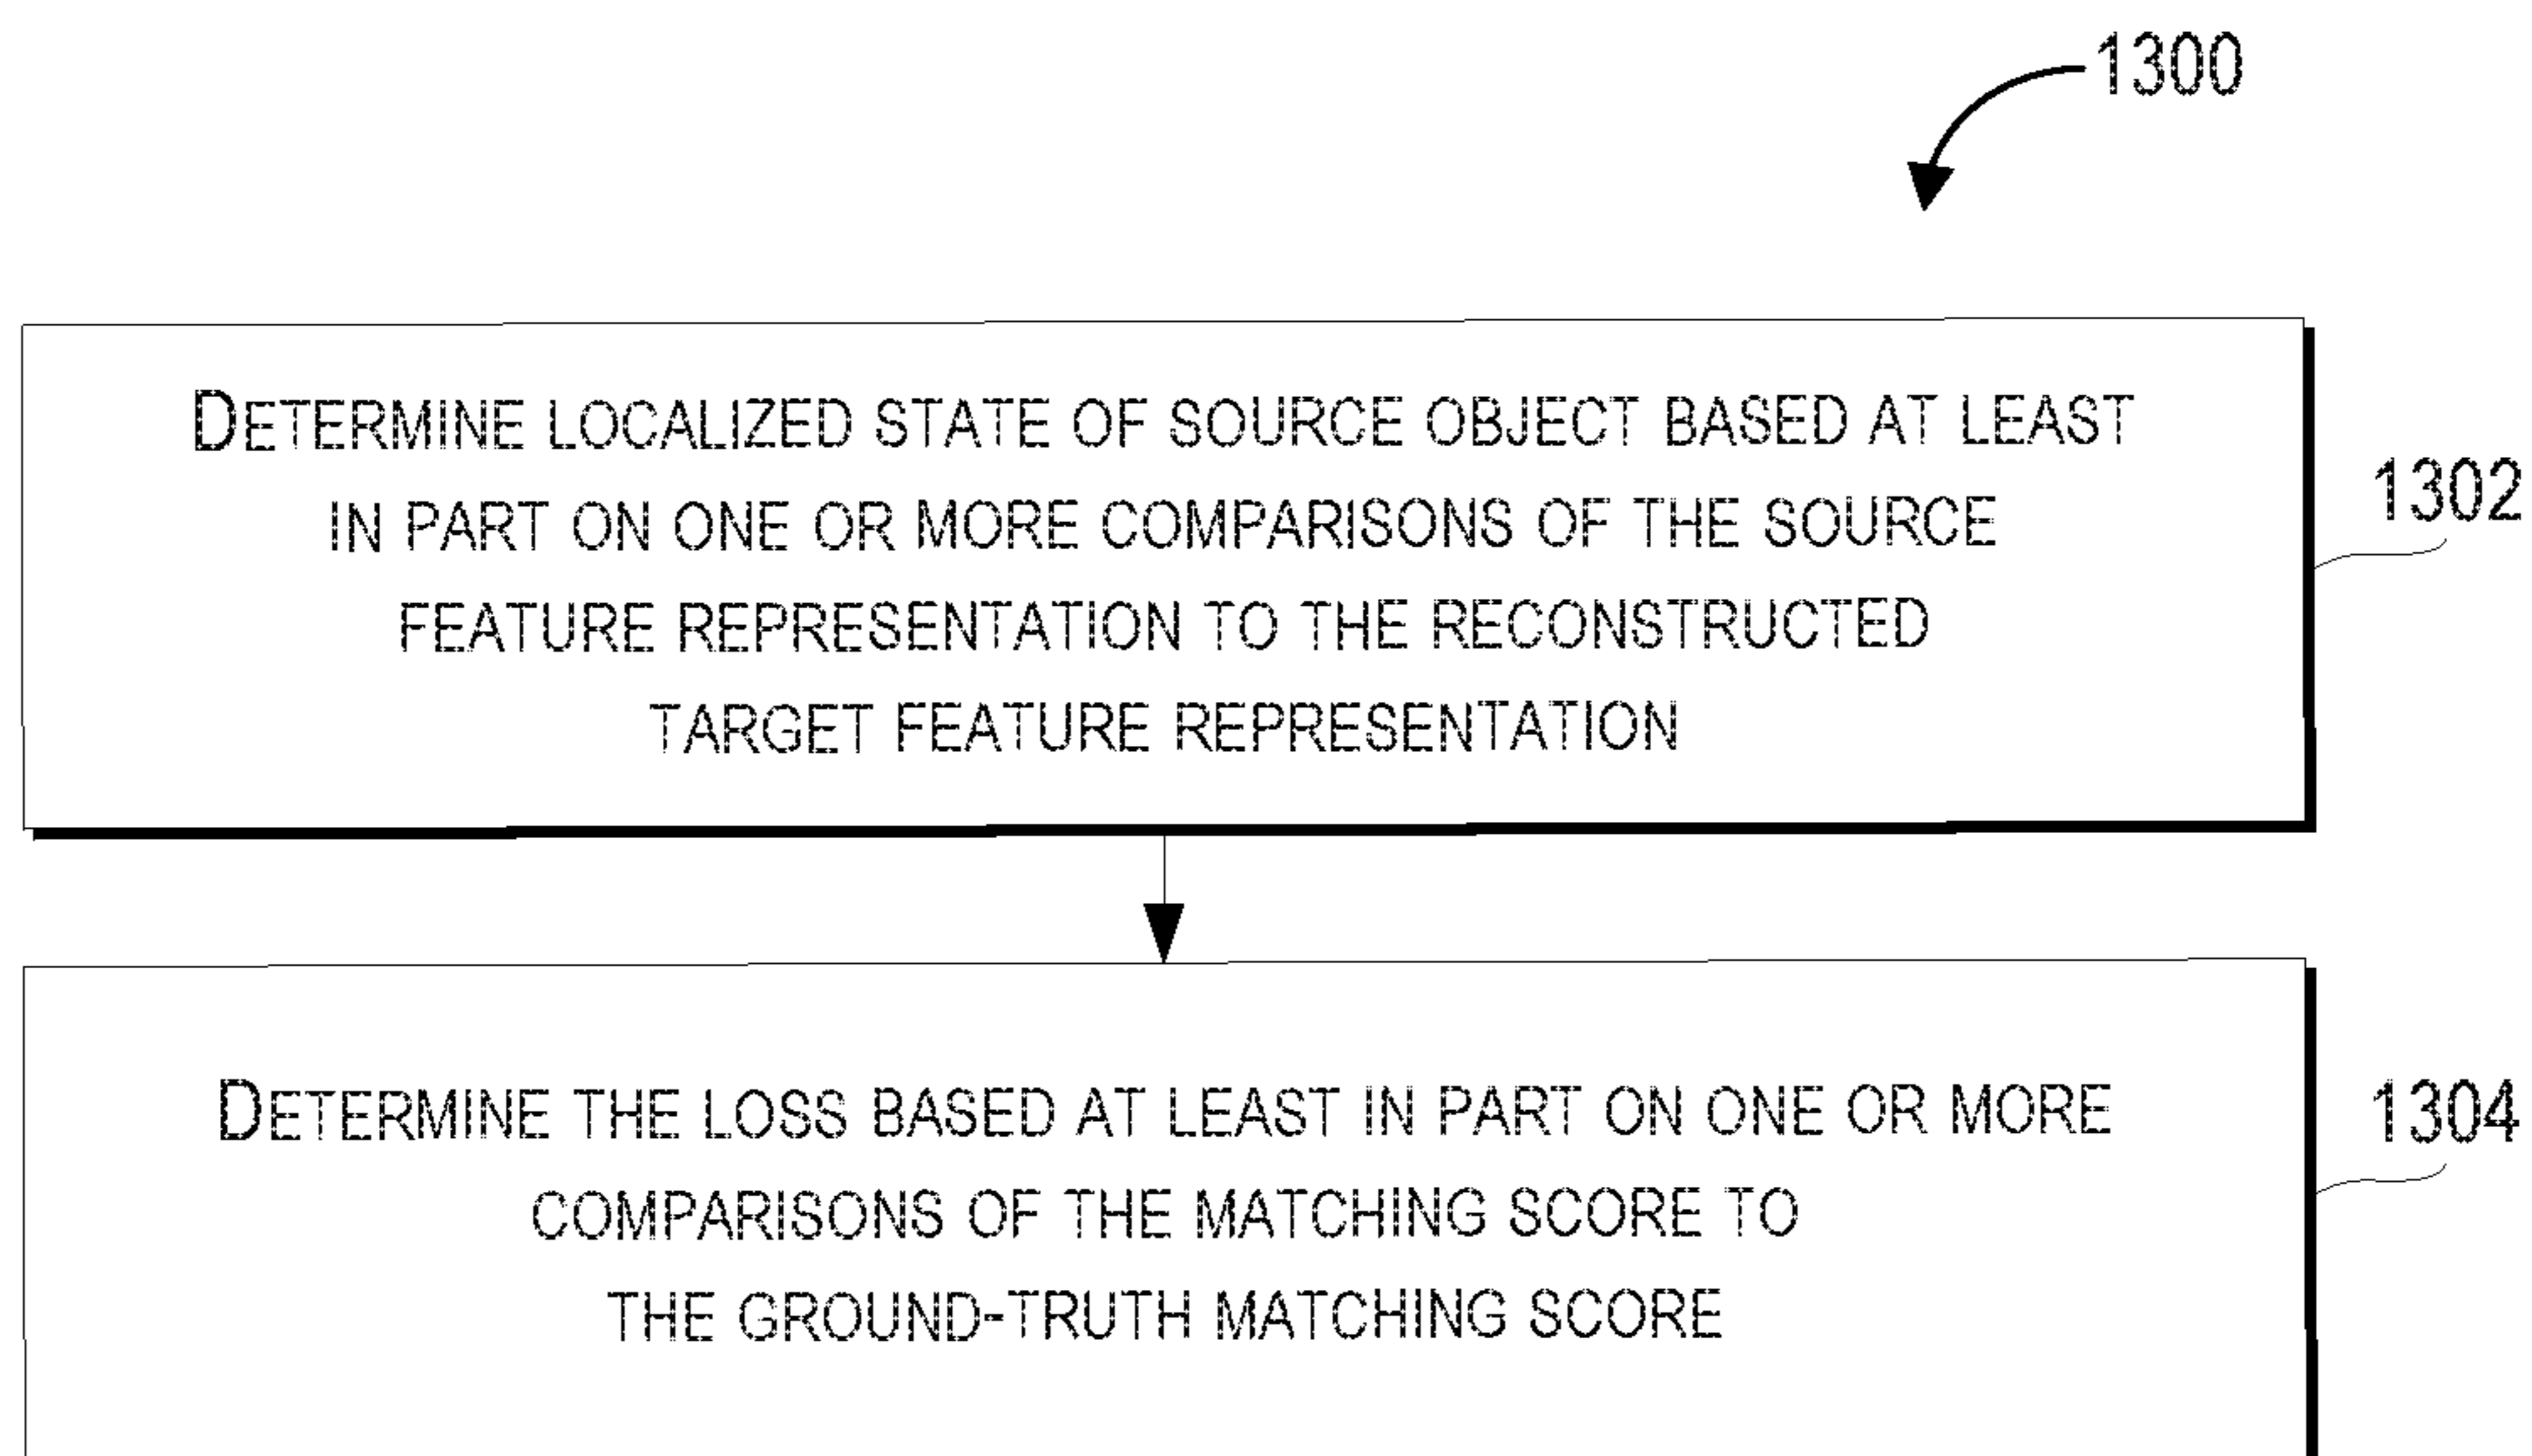 1300
DETERMINE LOCALIZED STATE OF SOURCE OBJECT BASED AT LEAST
IN PART ON ONE OR MORE COMPARISONS OF THE SOURCE
FEATURE REPRESENTATION TO THE RECONSTRUCTED
TARGET FEATURE REPRESENTATION
1302
DETERMINE THE LOSS BASED AT LEAST IN PART ON ONE OR MORE
COMPARISONS OF THE MATCHING SCORE TO
THE GROUND-TRUTH MATCHING SCORE
1304